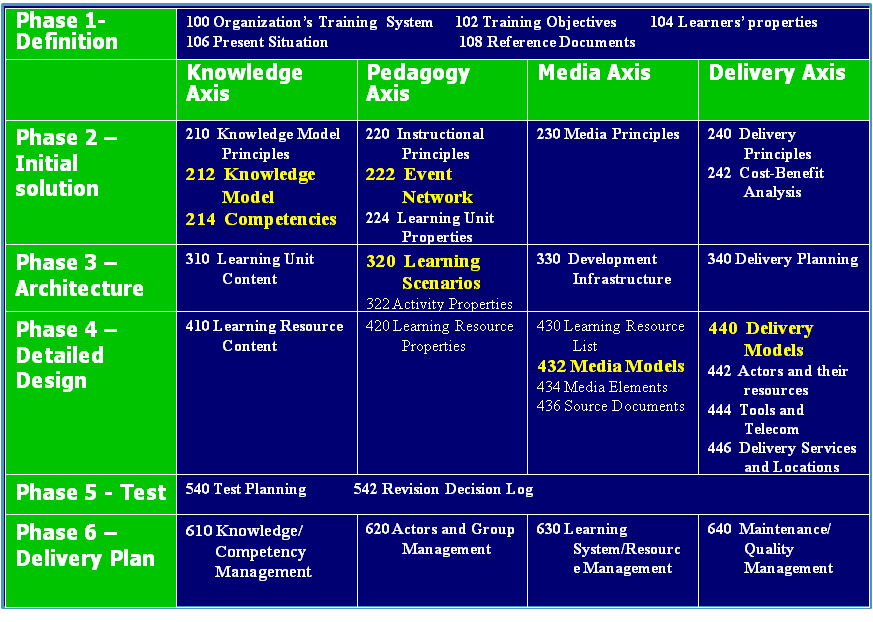 Phase 1-
Definition
100 Organization's Training System 102 Training Objectives 104 Learners' properties
106 Present Situation 108 Reference Documents
Knowledge
Axis
Pedagogy
Axis
Media Axis
Delivery Axis
Phase 2 –
Initial
solution
210 Knowledge Model
Principles
212 Knowledge
Model
214 Competencies
220 Instructional
Principles
222 Event
Network
224 Learning Unit
Properties
230 Media Principles
240 Delivery
Principles
242 Cost-Benefit
Analysis
Phase 3 –
Architecture
310 Learning Unit
Content
320 Learning
Scenarios
322 Activity Properties
330 Development
Infrastructure
340 Delivery Planning
Phase 4 –
Detailed
Design
410 Learning Resource
Content
420 Learning Resource
Properties
430 Learning Resource
List
432 Media Models
434 Media Elements
436 Source Documents
440 Delivery
Models
442 Actors and their
resources
444 Tools and
Telecom
446 Delivery Services
and Locations
Phase 5 - Test
540 Test Planning 542 Revision Decision Log
Phase 6 –
Delivery Plan
610 Knowledge/
Competency
Management
620 Actors and Group
Management
630 Learning
System/Resourc
e Management
640 Maintenance/
Quality
Management